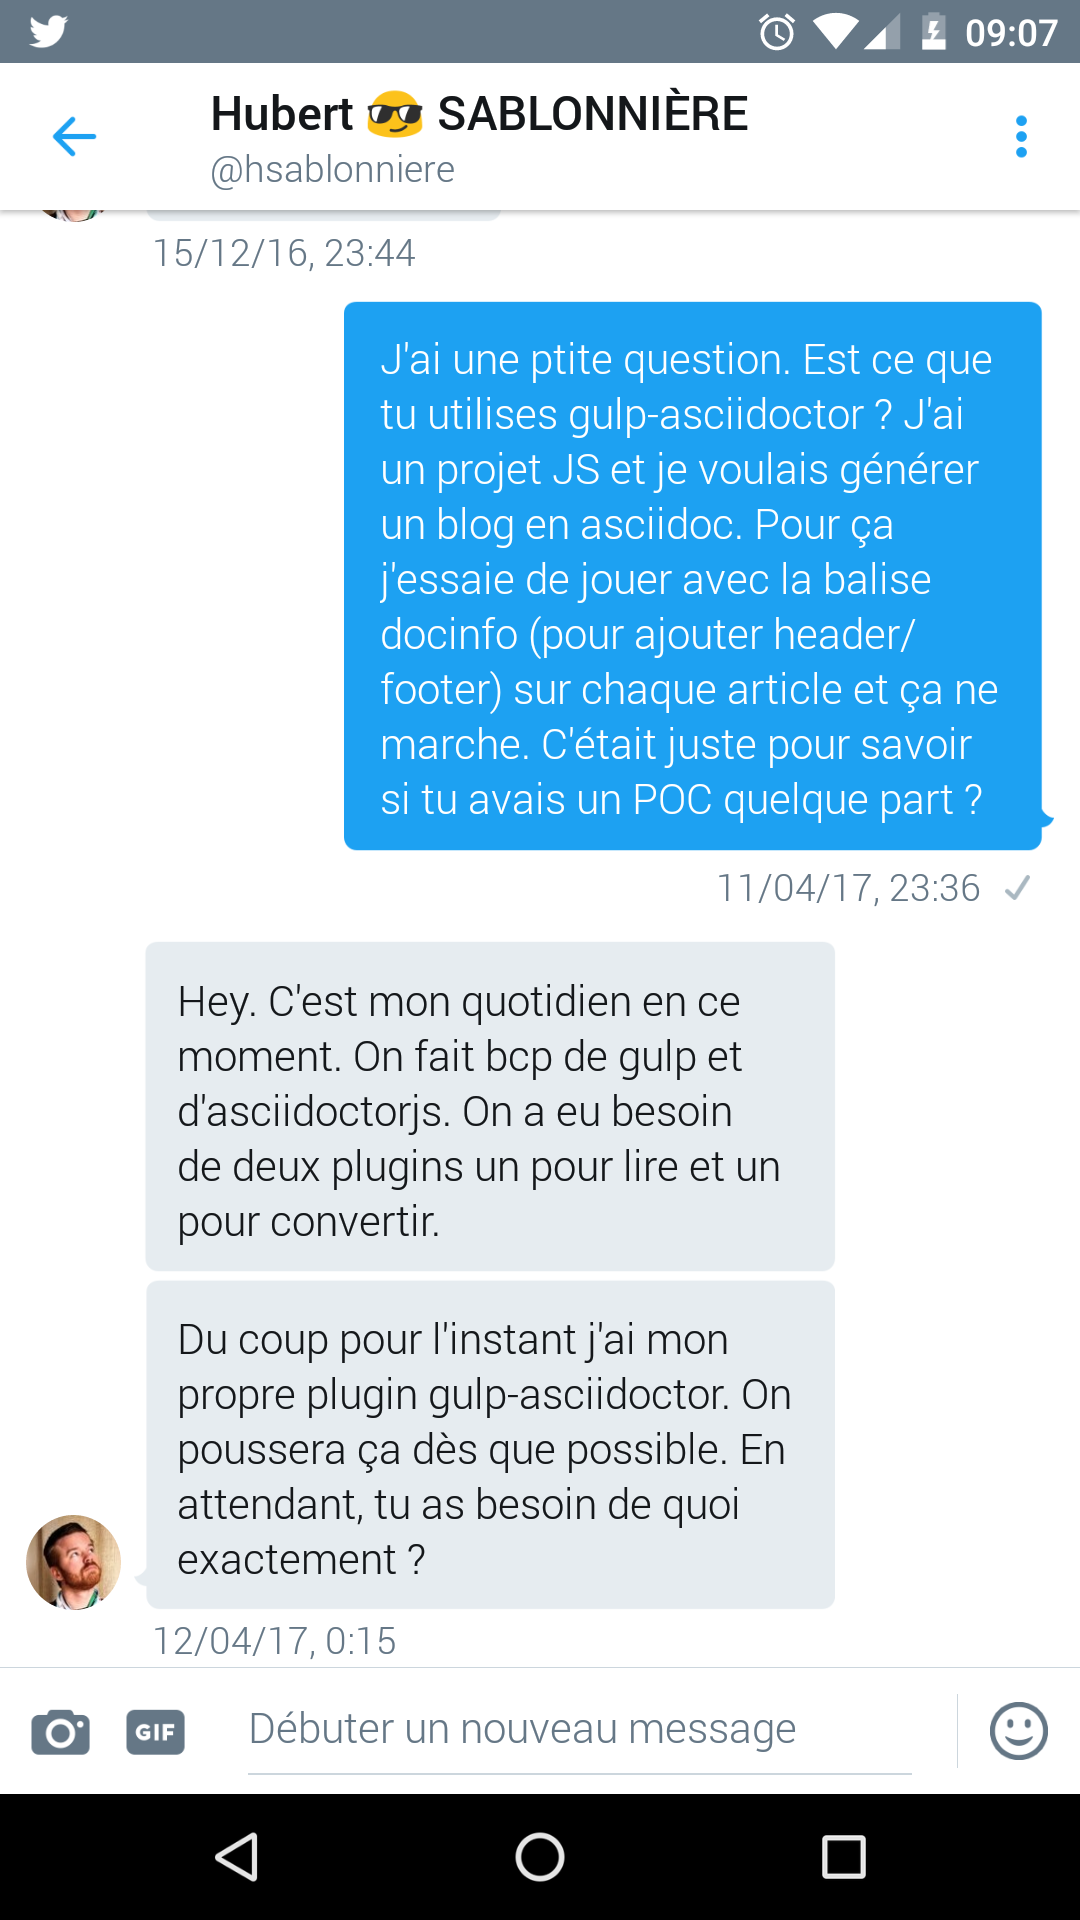 09:07
Hubert 😎 SABLONNIÈRE
@hsablonniere
15/12/16, 23:44
J'ai une ptite question. Est ce que
tu utilises gulp-asciidoctor ? J'ai
un projet JS et je voulais générer
un blog en asciidoc. Pour ça
j'essaie de jouer avec la balise
docinfo (pour ajouter header/
footer) sur chaque article et ça ne
marche. C'était juste pour savoir
si tu avais un POC quelque part ?
11/04/17, 23:36
Hey. C'est mon quotidien en ce
moment. On fait bcp de gulp et
d'asciidoctorjs. On a eu besoin
de deux plugins un pour lire et un
pour convertir.
Du coup pour l'instant j'ai mon
propre plugin gulp-asciidoctor. On
poussera ça dès que possible. En
attendant, tu as besoin de quoi
exactement ?
12/04/17, 0:15
GIF
Débuter un nouveau message